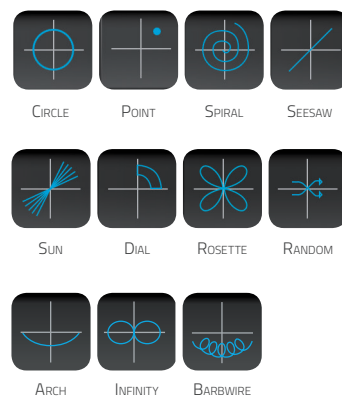 Circle Point Spiral Seesaw
Sun Dial Rosette Random
Arch Infinity Barbwire